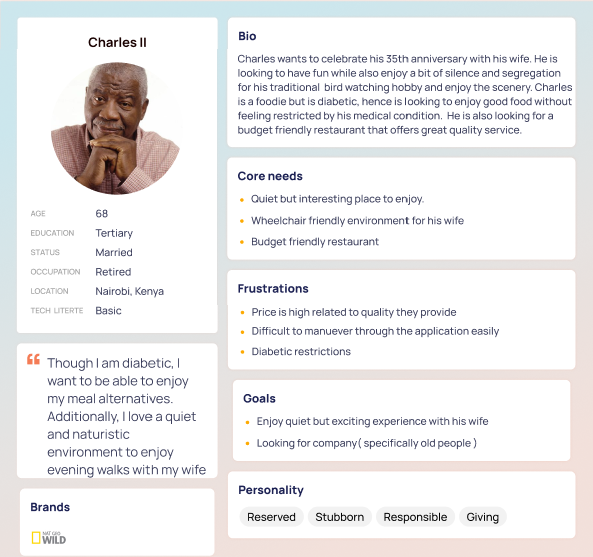 Charles II
AGE 68
EDUCATION Tertiary
STATUS Married
OCCUPATION Retired
LOCATION Nairobi, Kenya
TECH LITERTE Basic
“ Though I am diabetic, I
want to be able to enjoy
my meal alternatives.
Additionally, I love a quiet
and naturistic
environment to enjoy
evening walks with my wife
Brands
NAT GEO
WILD
Bio
Charles wants to celebrate his 35th anniversary with his wife. He is
looking to have fun while also enjoy a bit of silence and segregation
for his traditional bird watching hobby and enjoy the scenery. Charles
is a foodie but is diabetic, hence is looking to enjoy good food without
feeling restricted by his medical condition. He is also looking for a
budget friendly restaurant that offers great quality service.
Core needs
• Quiet but interesting place to enjoy.
• Wheelchair friendly environment for his wife
• Budget friendly restaurant
Frustrations
• Price is high related to quality they provide
• Difficult to manuever through the application easily
• Diabetic restrictions
Goals
• Enjoy quiet but exciting experience with his wife
• Looking for company( specifically old people )
Personality
Reserved Stubborn Responsible Giving